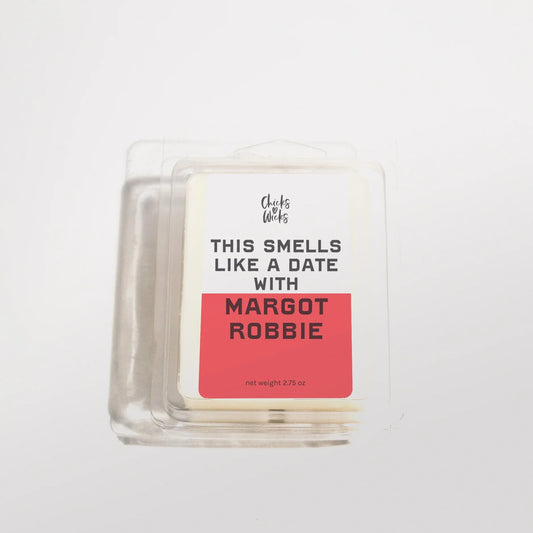 Chicks
Wicks
THIS SMELLS
LIKE A DATE
WITH
MARGOT
ROBBIE
net weight 2.75 oz